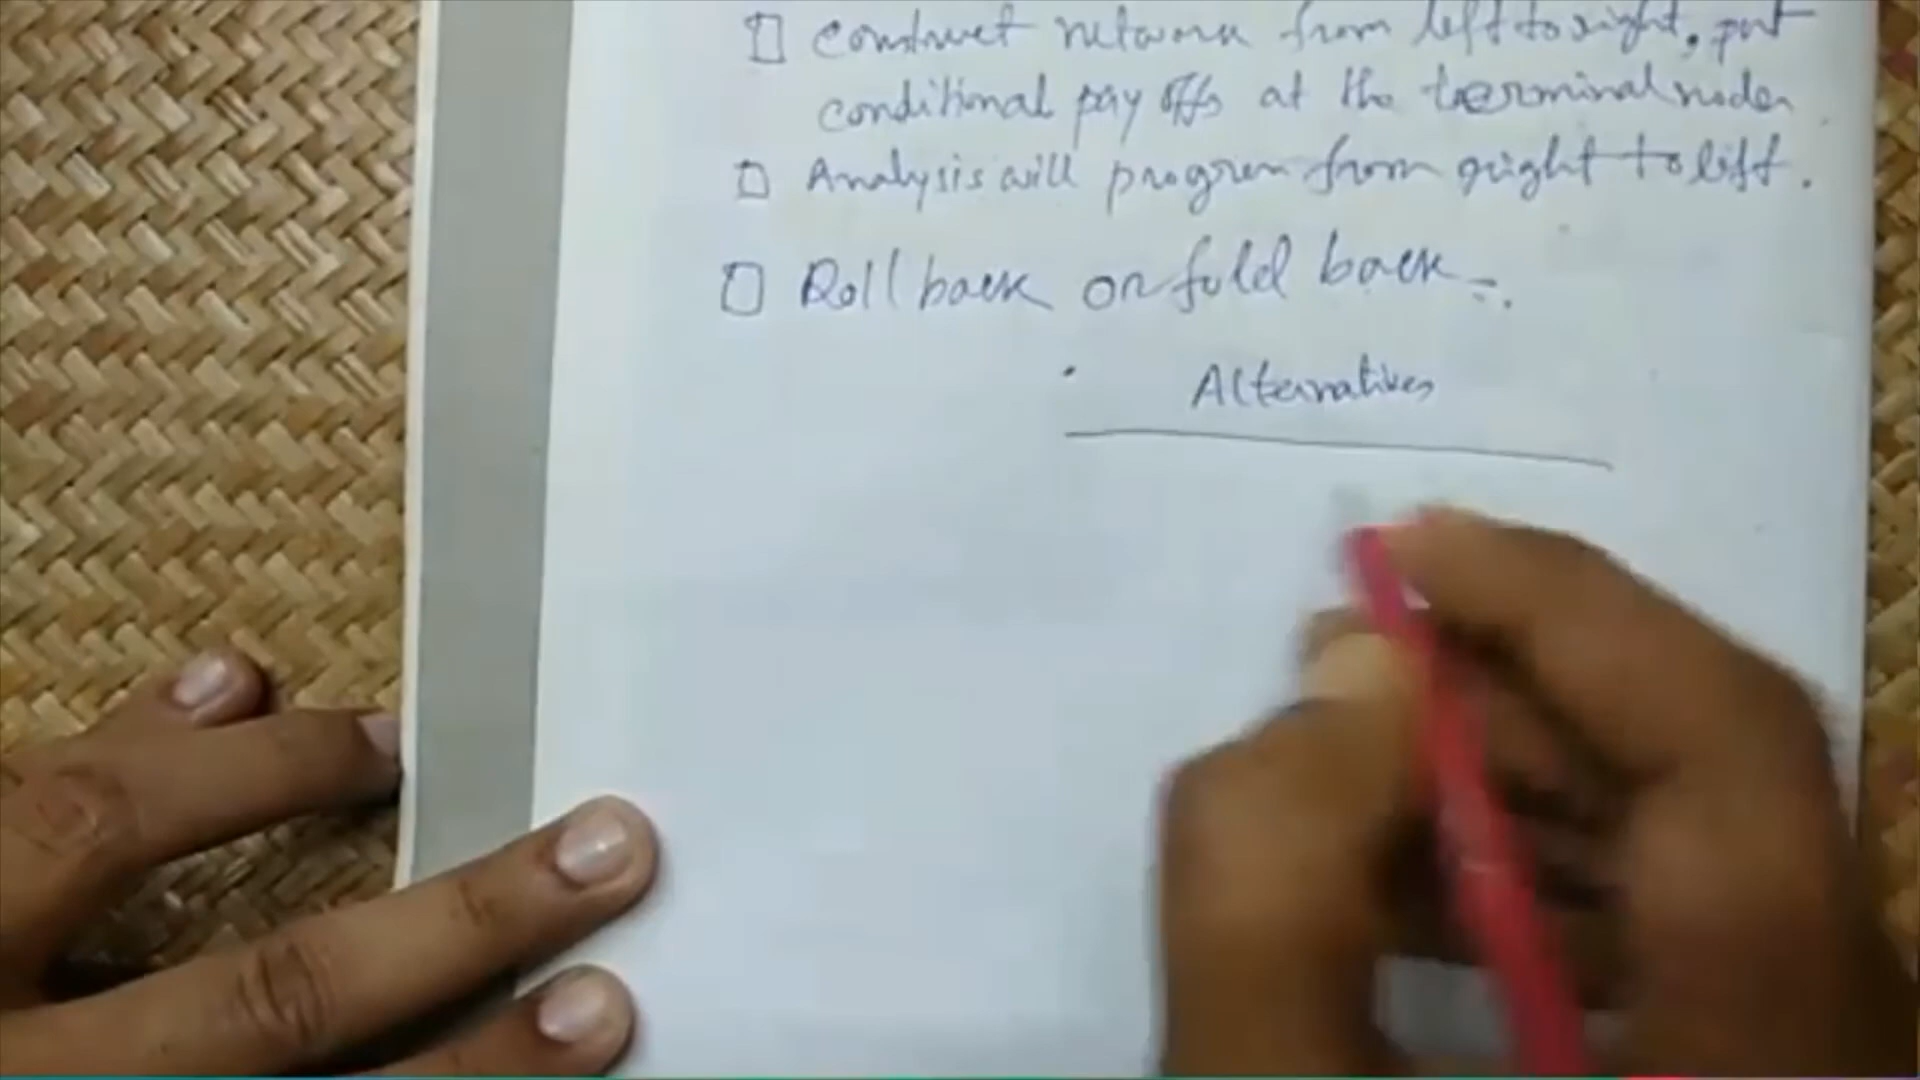 □ Construct network from left to right, put
conditional pay offs at the terminal nodes
□ Analysis will progress from right to left.
□ Roll back or fold back -.
Alternatives